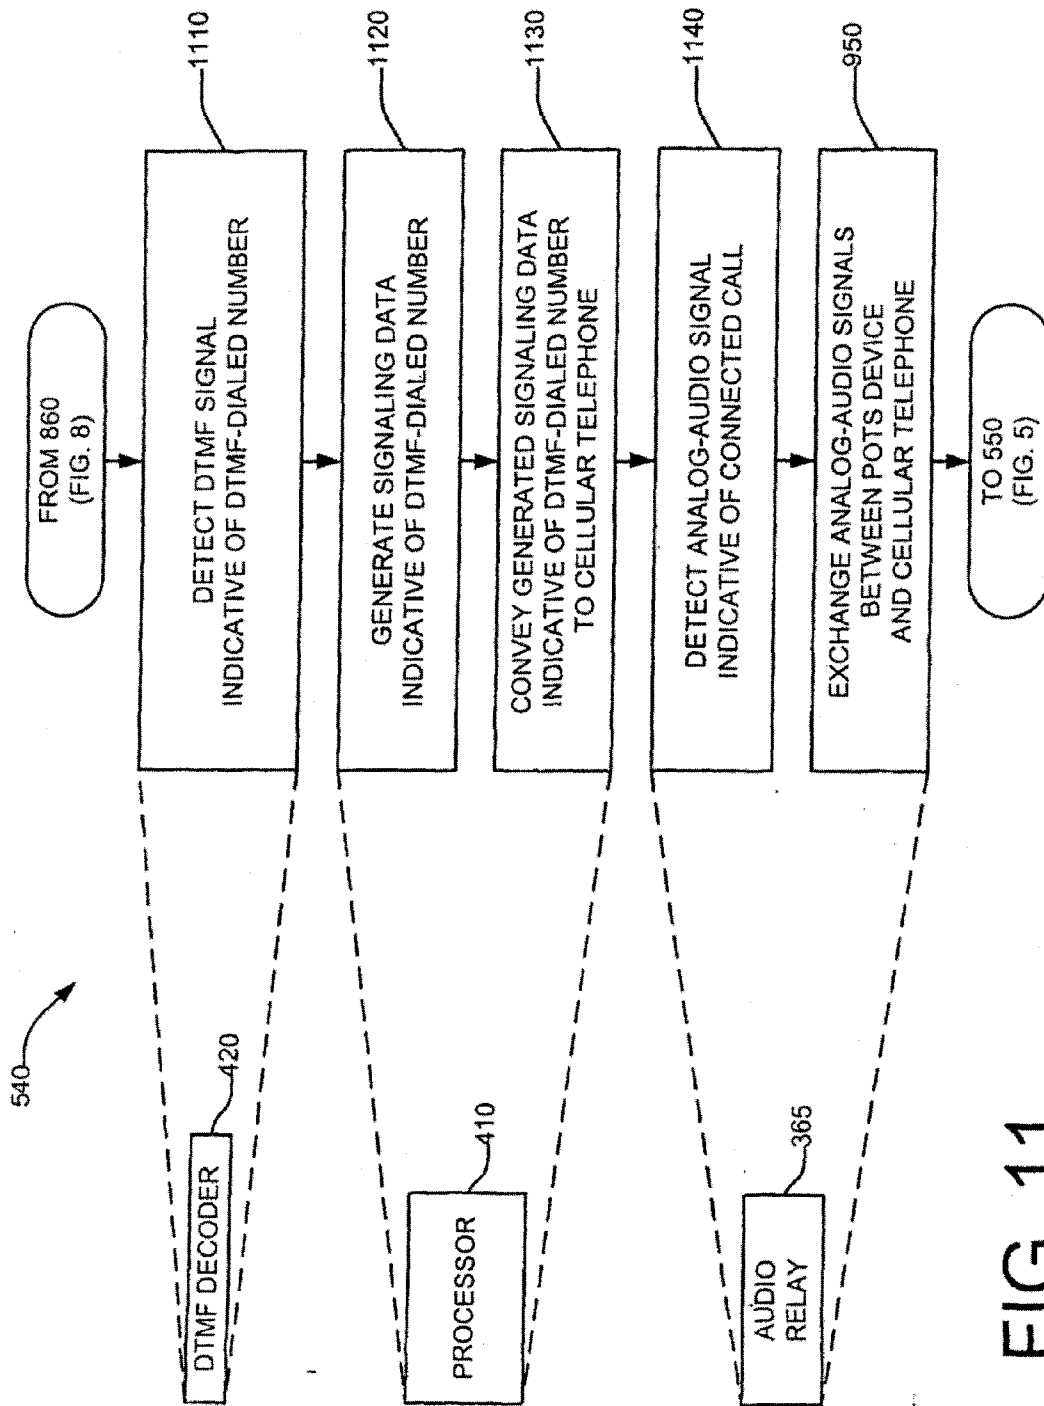 540
FROM 860
(FIG. 8)
DTMF DECODER
420
DETECT DTMF SIGNAL
INDICATIVE OF DTMF-DIALED NUMBER
1110
PROCESSOR
410
GENERATE SIGNALING DATA
INDICATIVE OF DTMF-DIALED NUMBER
1120
CONVEY GENERATED SIGNALING DATA
INDICATIVE OF DTMF-DIALED NUMBER
TO CELLULAR TELEPHONE
1130
AUDIO
RELAY
365
DETECT ANALOG-AUDIO SIGNAL
INDICATIVE OF CONNECTED CALL
1140
EXCHANGE ANALOG-AUDIO SIGNALS
BETWEEN POTS DEVICE
AND CELLULAR TELEPHONE
950
TO 550
(FIG. 5)
FIG. 11